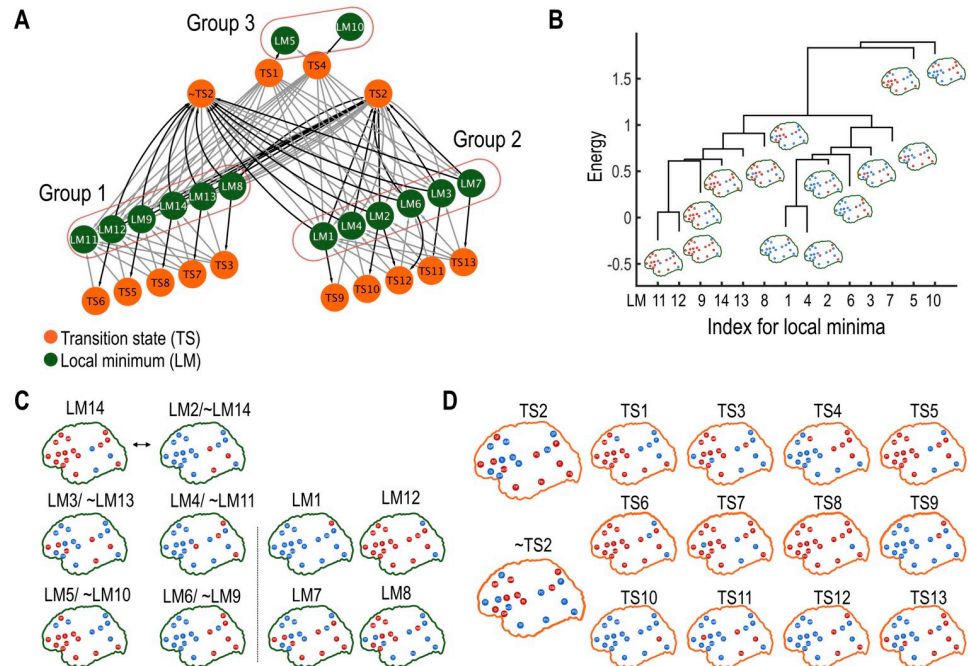 A
Group 3
LM5
LM10
TS1
TS4
~TS2
TS2
Group 2
Group 1
LM11
LM12
LM9
LM14
LM13
LM8
LM1
LM4
LM2
LM6
LM3
LM7
TS6
TS5
TS8
TS7
TS3
TS9
TS10
TS12
TS11
TS13
Transition state (TS)
Local minimum (LM)
B
Energy
1.5
1
0.5
0
-0.5
LM 11 12 9 14 13 8 1 4 2 6 3 7 5 10
Index for local minima
C
LM14 LM2/~LM14
LM3/ ~LM13 LM4/ ~LM11 LM1 LM12
LM5/ ~LM10 LM6/ ~LM9 LM7 LM8
D
TS2 TS1 TS3 TS4 TS5
TS6 TS7 TS8 TS9
~TS2
TS10 TS11 TS12 TS13